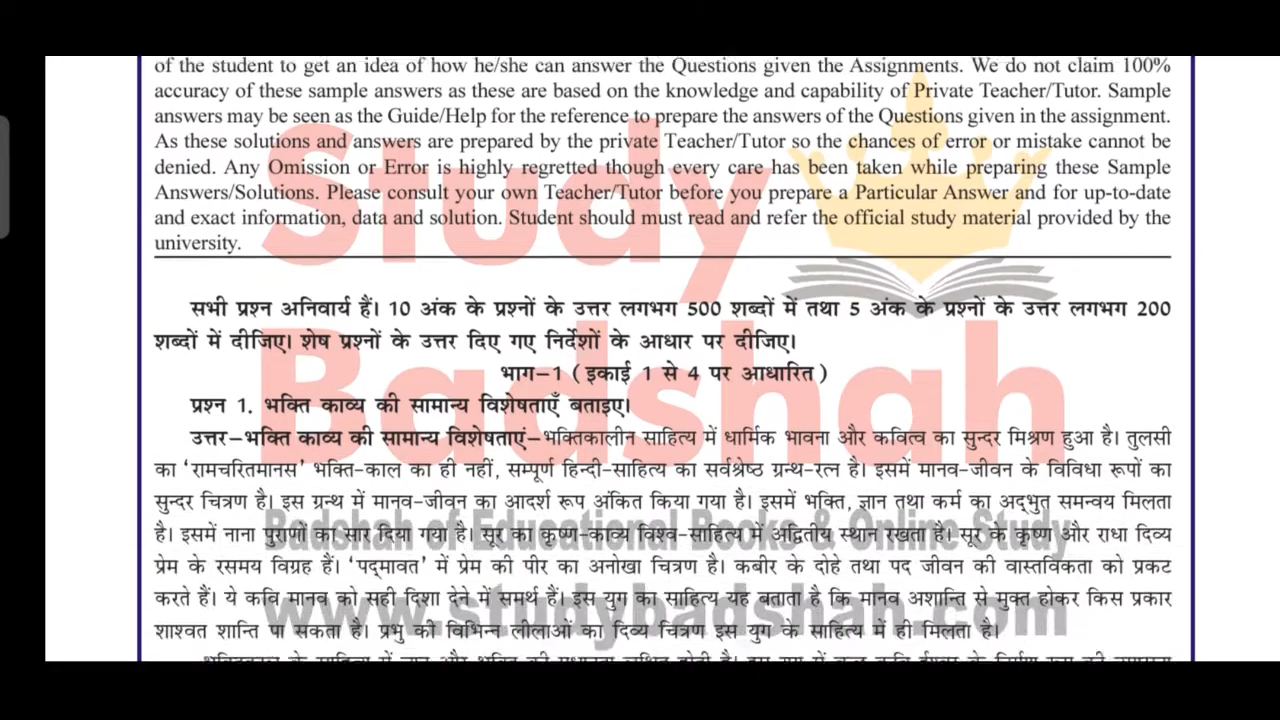 of the student to get an idea of how he/she can answer the Questions given the Assignments. We do not claim 100%
accuracy of these sample answers as these are based on the knowledge and capability of Private Teacher/Tutor. Sample
answers may be seen as the Guide/Help for the reference to prepare the answers of the Questions given in the assignment.
As these solutions and answers are prepared by the private Teacher/Tutor so the chances of error or mistake cannot be
denied. Any Omission or Error is highly regretted though every care has been taken while preparing these Sample
Answers/Solutions. Please consult your own Teacher/Tutor before you prepare a Particular Answer and for up-to-date
and exact information, data and solution. Student should must read and refer the official study material provided by the
university.
Study
Badshah
Badshah of Educational Books & Online Study
www.studybadshah.com
सभी प्रश्न अनिवार्य हैं। 10 अंक के प्रश्नों के उत्तर लगभग 500 शब्दों में तथा 5 अंक के प्रश्नों के उत्तर लगभग 200
शब्दों में दीजिए। शेष प्रश्नों के उत्तर दिए गए निर्देशों के आधार पर दीजिए।
भाग–1 ( इकाई 1 से 4 पर आधारित )
प्रश्न 1. भक्ति काव्य की सामान्य विशेषताएँ बताइए।
उत्तर–भक्ति काव्य की सामान्य विशेषताएं–भक्तिकालीन साहित्य में धार्मिक भावना और कवित्व का सुन्दर मिश्रण हुआ है। तुलसी
का ‘रामचरितमानस’ भक्ति-काल का ही नहीं, सम्पूर्ण हिन्दी-साहित्य का सर्वश्रेष्ठ ग्रन्थ-रत्न है। इसमें मानव-जीवन के विविधा रूपों का
सुन्दर चित्रण है। इस ग्रन्थ में मानव-जीवन का आदर्श रूप अंकित किया गया है। इसमें भक्ति, ज्ञान तथा कर्म का अद्‌भुत समन्वय मिलता
है। इसमें नाना पुराणों का सार दिया गया है। सूर का कृष्ण-काव्य विश्व-साहित्य में अद्वितीय स्थान रखता है। सूर के कृष्ण और राधा दिव्य
प्रेम के रसमय विग्रह हैं। ‘पद्‌मावत’ में प्रेम की पीर का अनोखा चित्रण है। कबीर के दोहे तथा पद जीवन की वास्तविकता को प्रकट
करते हैं। ये कवि मानव को सही दिशा देने में समर्थ हैं। इस युग का साहित्य यह बताता है कि मानव अशान्ति से मुक्त होकर किस प्रकार
शाश्वत शान्ति पा सकता है। प्रभु की विभिन्न लीलाओं का दिव्य चित्रण इस युग के साहित्य में ही मिलता है।